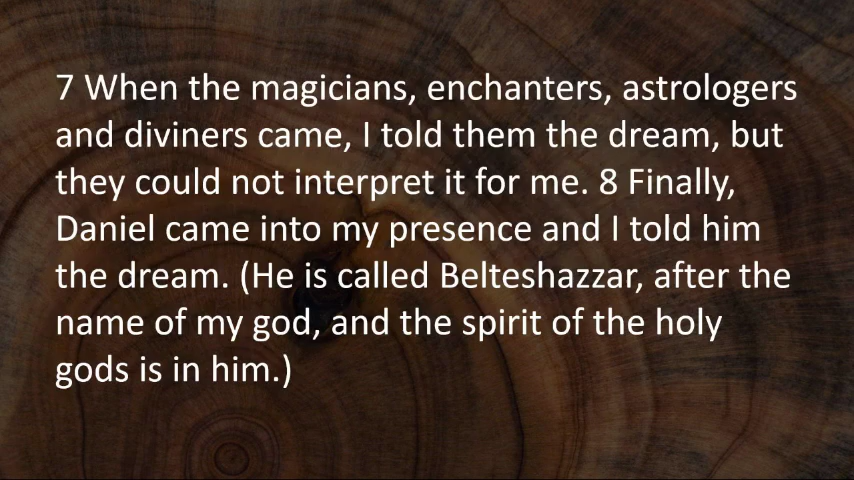 7 When the magicians, enchanters, astrologers
and diviners came, I told them the dream, but
they could not interpret it for me. 8 Finally,
Daniel came into my presence and I told him
the dream. (He is called Belteshazzar, after the
name of my god, and the spirit of the holy
gods is in him.)